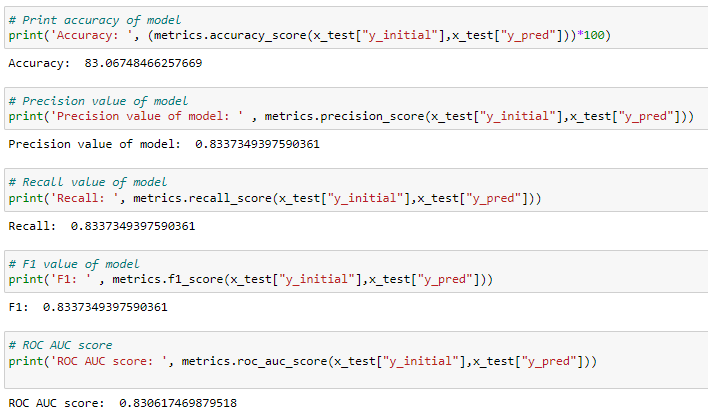 # Print accuracy of model
print('Accuracy: ', (metrics.accuracy_score(x_test["y_initial"],x_test["y_pred"]))*100)
Accuracy:  83.06748466257669
# Precision value of model
print('Precision value of model: ' , metrics.precision_score(x_test["y_initial"],x_test["y_pred"]))
Precision value of model:  0.8337349397590361
# Recall value of model
print('Recall: ', metrics.recall_score(x_test["y_initial"],x_test["y_pred"]))
Recall:  0.8337349397590361
# F1 value of model
print('F1: ' , metrics.f1_score(x_test["y_initial"],x_test["y_pred"]))
F1:  0.8337349397590361
# ROC AUC score
print('ROC AUC score: ', metrics.roc_auc_score(x_test["y_initial"],x_test["y_pred"]))
ROC AUC score:  0.830617469879518